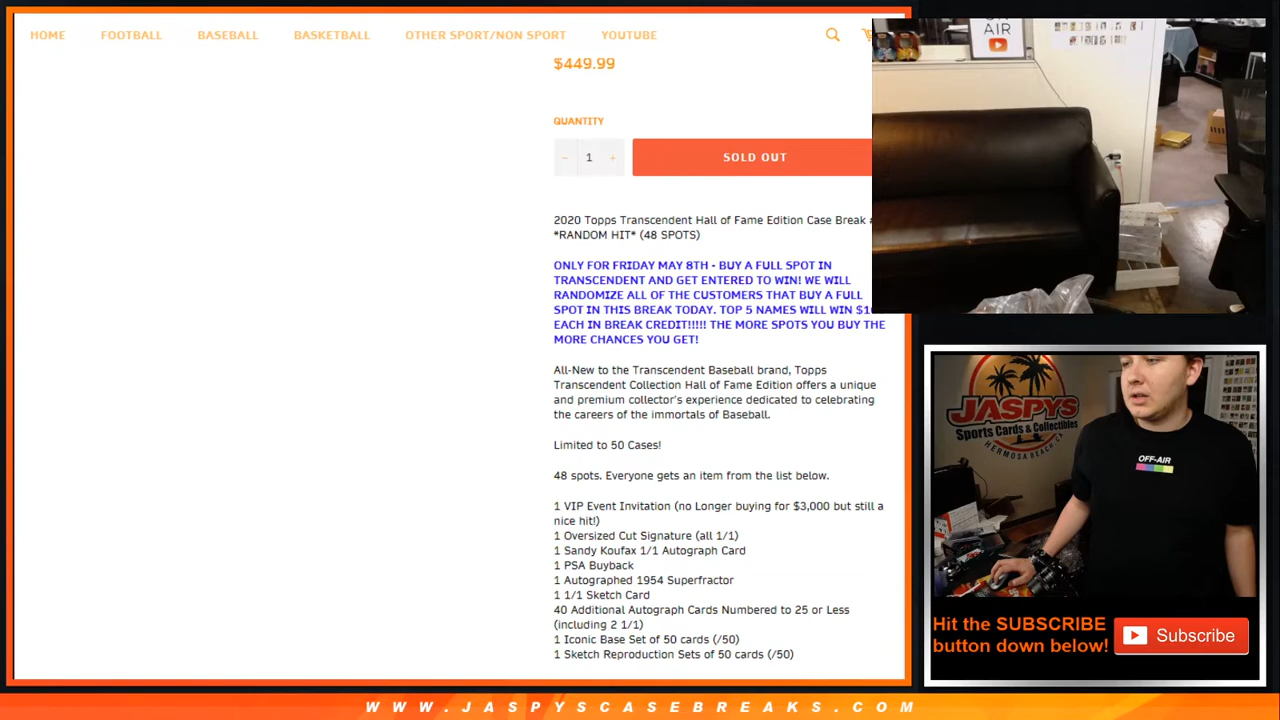 HOME FOOTBALL BASEBALL BASKETBALL OTHER SPORT/NON SPORT YOUTUBE
$449.99
QUANTITY
- 1 + SOLD OUT
2020 Topps Transcendent Hall of Fame Edition Case Break
*RANDOM HIT* (48 SPOTS)
ONLY FOR FRIDAY MAY 8TH - BUY A FULL SPOT IN
TRANSCENDENT AND GET ENTERED TO WIN! WE WILL
RANDOMIZE ALL OF THE CUSTOMERS THAT BUY A FULL
SPOT IN THIS BREAK TODAY. TOP 5 NAMES WILL WIN
EACH IN BREAK CREDIT!!!!! THE MORE SPOTS YOU BUY THE
MORE CHANCES YOU GET!
All-New to the Transcendent Baseball brand, Topps
Transcendent Collection Hall of Fame Edition offers a unique
and premium collector's experience dedicated to celebrating
the careers of the immortals of Baseball.
Limited to 50 Cases!
48 spots. Everyone gets an item from the list below.
1 VIP Event Invitation (no Longer buying for $3,000 but still a
nice hit!)
1 Oversized Cut Signature (all 1/1)
1 Sandy Koufax 1/1 Autograph Card
1 PSA Buyback
1 Autographed 1954 Superfractor
1 1/1 Sketch Card
40 Additional Autograph Cards Numbered to 25 or Less
(including 2 1/1)
1 Iconic Base Set of 50 cards (/50)
1 Sketch Reproduction Sets of 50 cards (/50)
ON
AIR
JASPYS
Sports Cards & Collectibles
HERMOSA BEACH, CA
OFF-AIR
Hit the SUBSCRIBE
button down below!
Subscribe
WWW.JASPYSCASEBREAKS.COM